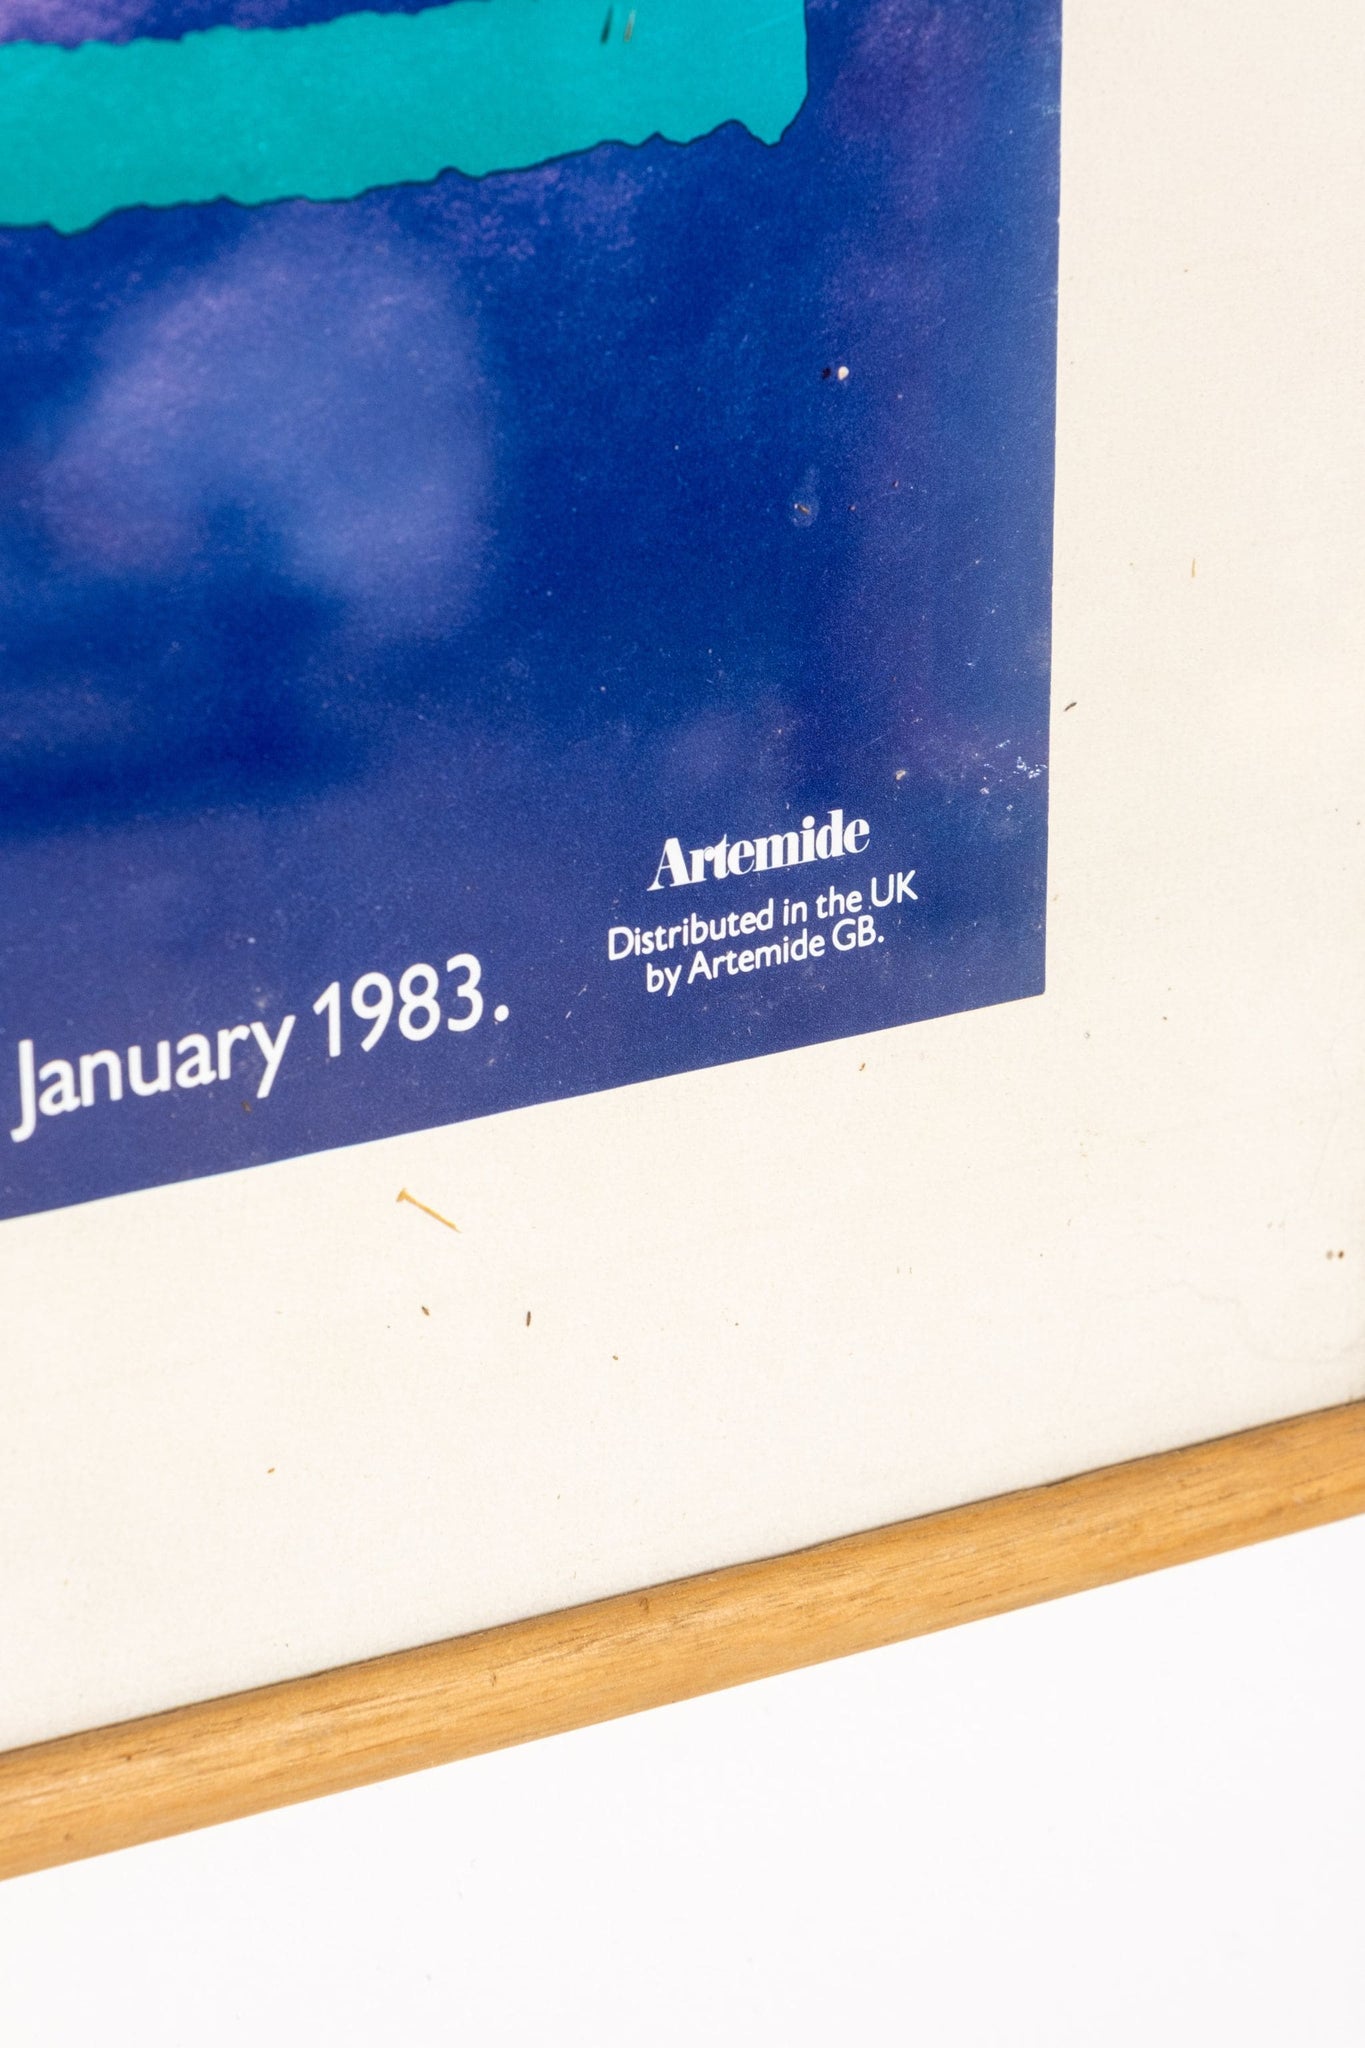 Artemide
Distributed in the UK
by Artemide GB.
January 1983.